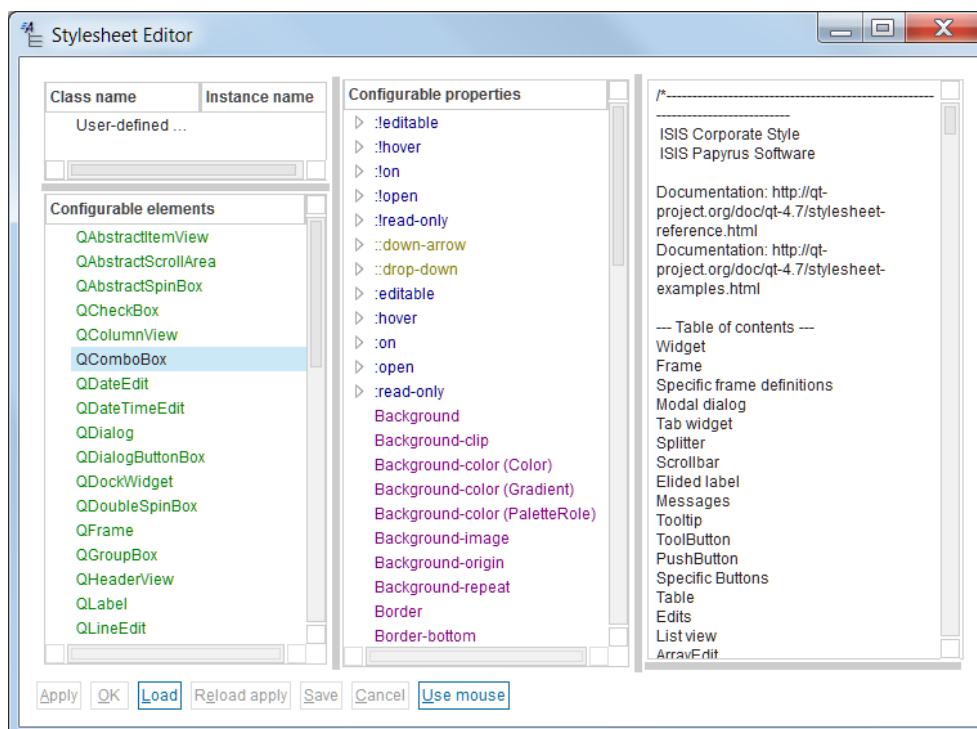 Stylesheet Editor
Class name Instance name
User-defined ...
Configurable elements
QAbstractItemView
QAbstractScrollArea
QAbstractSpinBox
QCheckBox
QColumnView
QComboBox
QDateEdit
QDateTimeEdit
QDialog
QDialogButtonBox
QDockWidget
QDoubleSpinBox
QFrame
QGroupBox
QHeaderView
QLabel
QLineEdit
Configurable properties
:!editable
:!hover
:!on
:!open
:!read-only
::down-arrow
::drop-down
:editable
:hover
:on
:open
:read-only
Background
Background-clip
Background-color (Color)
Background-color (Gradient)
Background-color (PaletteRole)
Background-image
Background-origin
Background-repeat
Border
Border-bottom
/*----------------------------------------------------
--------------------------
ISIS Corporate Style
ISIS Papyrus Software
Documentation: http://qt-
project.org/doc/qt-4.7/stylesheet-
reference.html
Documentation: http://qt-
project.org/doc/qt-4.7/stylesheet-
examples.html
--- Table of contents ---
Widget
Frame
Specific frame definitions
Modal dialog
Tab widget
Splitter
Scrollbar
Elided label
Messages
Tooltip
ToolButton
PushButton
Specific Buttons
Table
Edits
List view
ArrayEdit
Apply OK Load Reload apply Save Cancel Use mouse